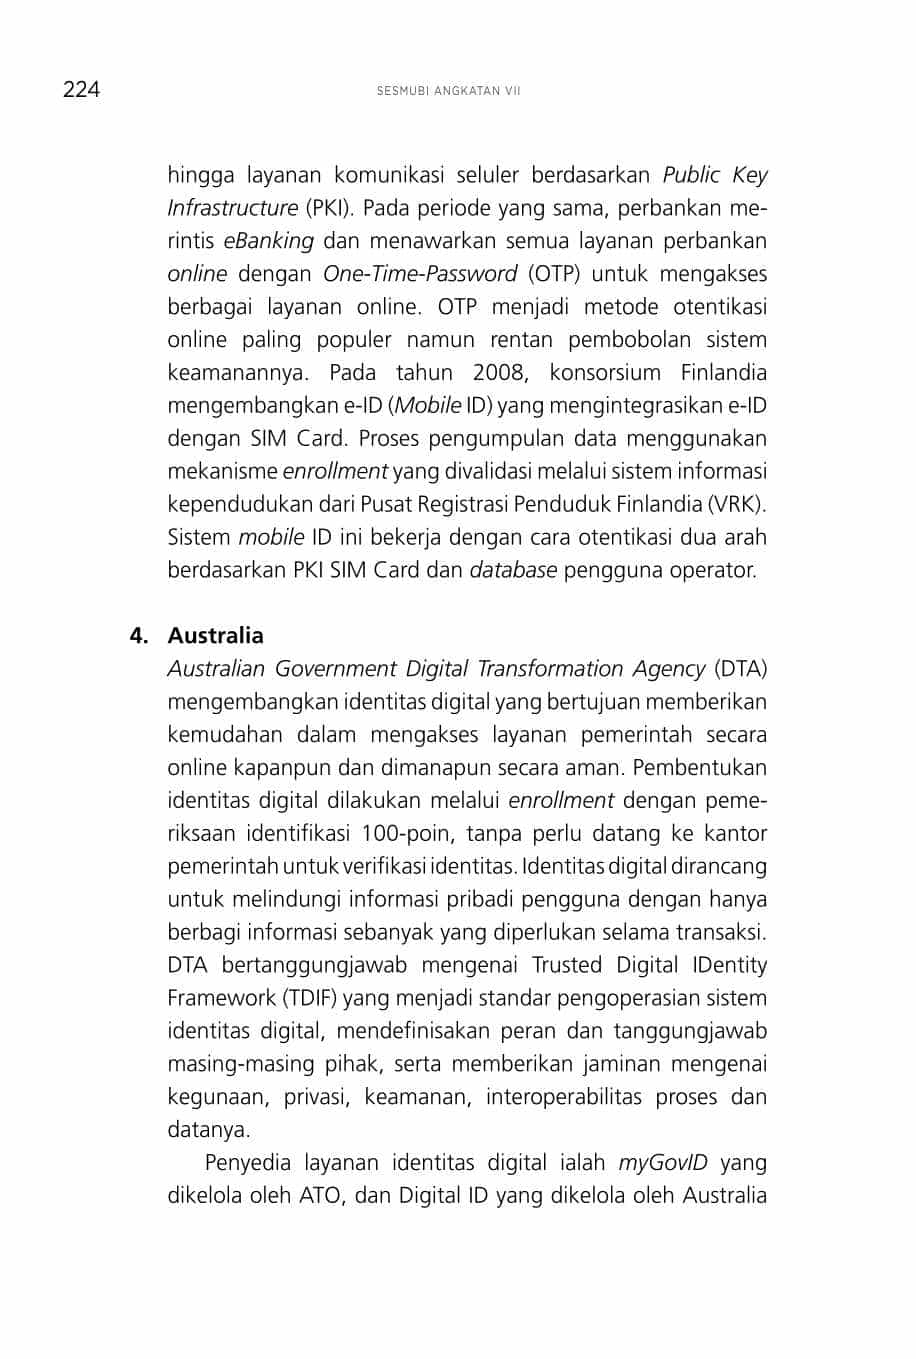 224
SESMUBI ANGKATAN VII
hingga layanan komunikasi seluler berdasarkan Public Key
Infrastructure (PKI). Pada periode yang sama, perbankan me-
rintis eBanking dan menawarkan semua layanan perbankan
online dengan One-Time-Password (OTP) untuk mengakses
berbagai layanan online. OTP menjadi metode otentikasi
online paling populer namun rentan pembobolan sistem
keamanannya. Pada tahun 2008, konsorsium Finlandia
mengembangkan e-ID (Mobile ID) yang mengintegrasikan e-ID
dengan SIM Card. Proses pengumpulan data menggunakan
mekanisme enrollment yang divalidasi melalui sistem informasi
kependudukan dari Pusat Registrasi Penduduk Finlandia (VRK).
Sistem mobile ID ini bekerja dengan cara otentikasi dua arah
berdasarkan PKI SIM Card dan database pengguna operator.
4. Australia
Australian Government Digital Transformation Agency (DTA)
mengembangkan identitas digital yang bertujuan memberikan
kemudahan dalam mengakses layanan pemerintah secara
online kapanpun dan dimanapun secara aman. Pembentukan
identitas digital dilakukan melalui enrollment dengan peme-
riksaan identifikasi 100-poin, tanpa perlu datang ke kantor
pemerintah untuk verifikasi identitas. Identitas digital dirancang
untuk melindungi informasi pribadi pengguna dengan hanya
berbagi informasi sebanyak yang diperlukan selama transaksi.
DTA bertanggungjawab mengenai Trusted Digital IDentity
Framework (TDIF) yang menjadi standar pengoperasian sistem
identitas digital, mendefinisakan peran dan tanggungjawab
masing-masing pihak, serta memberikan jaminan mengenai
kegunaan, privasi, keamanan, interoperabilitas proses dan
datanya.
Penyedia layanan identitas digital ialah myGovID yang
dikelola oleh ATO, dan Digital ID yang dikelola oleh Australia